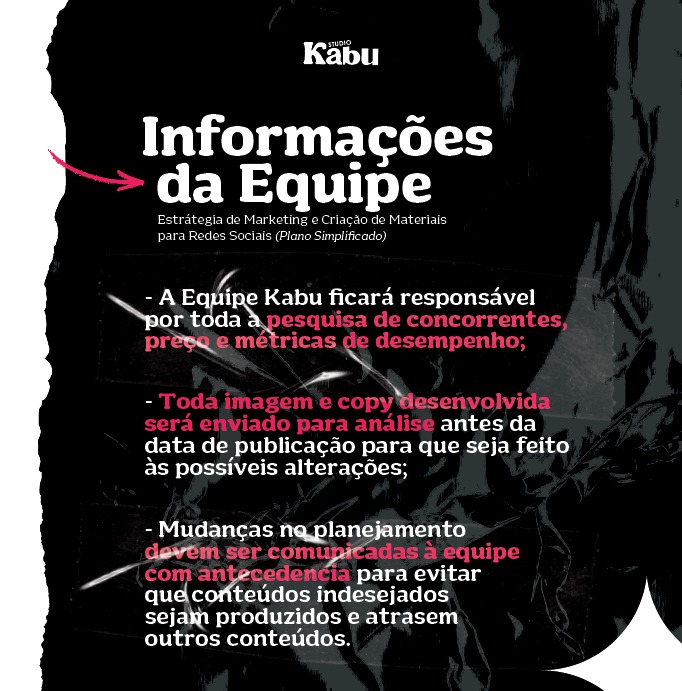 STUDIO
Kabu
Informações
da Equipe
Estrátegia de Marketing e Criação de Materiais
para Redes Sociais (Plano Simplificado)
- A Equipe Kabu ficará responsável
por toda a pesquisa de concorrentes,
preço e métricas de desempenho;
- Toda imagem e copy desenvolvida
será enviado para análise antes da
data de publicação para que seja feito
às possíveis alterações;
- Mudanças no planejamento
devem ser comunicadas à equipe
com antecedencia para evitar
que conteúdos indesejados
sejam produzidos e atrasem
outros conteúdos.